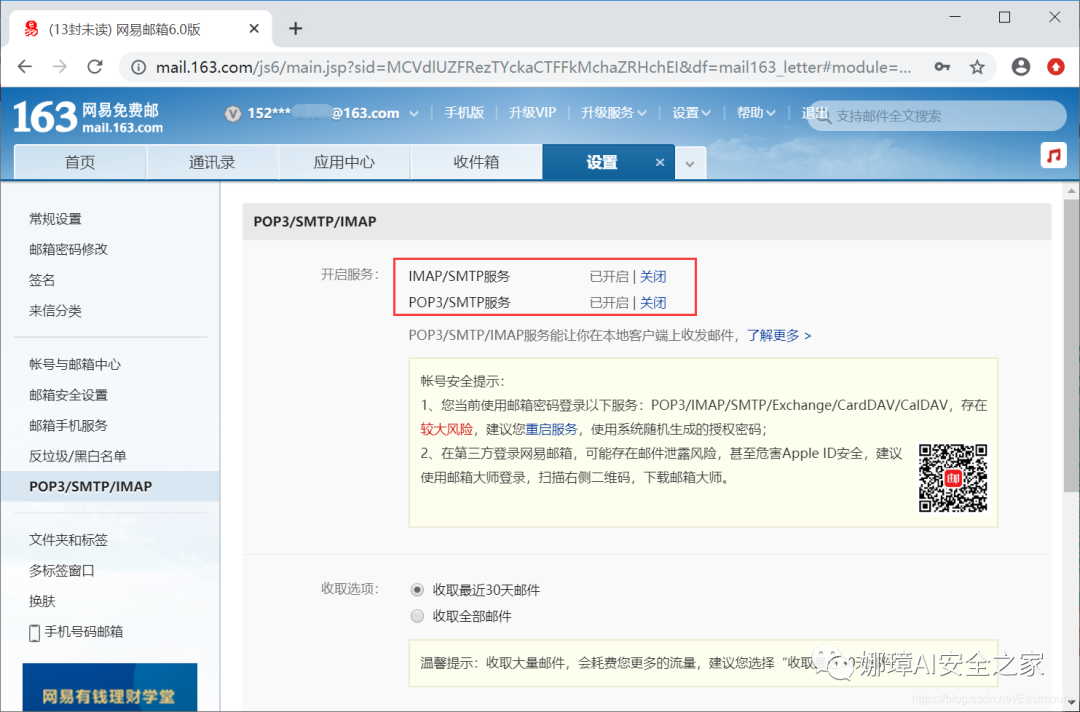 (13封未读) 网易邮箱6.0版
mail.163.com/js6/main.jsp?sid=MCVdlUZFRezTYckaCTFFkMchaZRHchEI&df=mail163_letter#module=...
163 网易免费邮
mail.163.com
152*** @163.com 手机版 升级VIP 升级服务 设置 帮助 退出
支持邮件全文搜索
首页 通讯录 应用中心 收件箱 设置
常规设置
邮箱密码修改
签名
来信分类
帐号与邮箱中心
邮箱安全设置
邮箱手机服务
反垃圾/黑白名单
POP3/SMTP/IMAP
文件夹和标签
多标签窗口
换肤
手机号码邮箱
网易有钱理财学堂
POP3/SMTP/IMAP
开启服务:
IMAP/SMTP服务 已开启 | 关闭
POP3/SMTP服务 已开启 | 关闭
POP3/SMTP/IMAP服务能让你在本地客户端上收发邮件，了解更多 >
帐号安全提示:
1、您当前使用邮箱密码登录以下服务：POP3/IMAP/SMTP/Exchange/CardDAV/CalDAV，存在
较大风险，建议您重启服务，使用系统随机生成的授权密码；
2、在第三方登录网易邮箱，可能存在邮件泄露风险，甚至危害Apple ID安全，建议
使用邮箱大师登录，扫描右侧二维码，下载邮箱大师。
收取选项:
收取最近30天邮件
收取全部邮件
温馨提示：收取大量邮件，会耗费您更多的流量，建议您选择“收取
娜璋AI安全之家